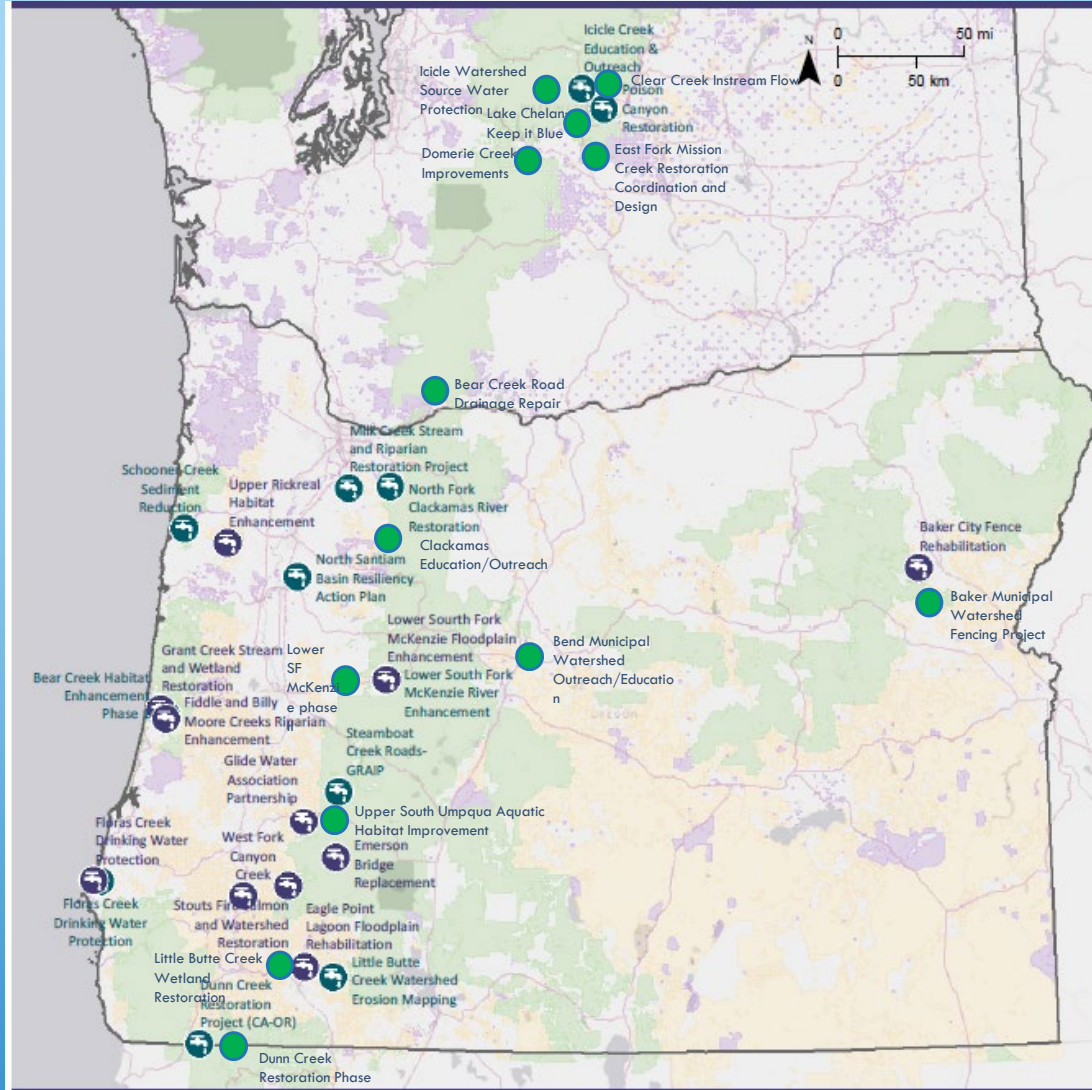 Icicle Creek
Education &
Outreach
N
0
50 mi
0
50 km
Icicle Watershed
Source Water
Protection
Clear Creek Instream Flow
Poison
Canyon
Restoration
Lake Chelan
Keep it Blue
Domerie Creek
Improvements
East Fork Mission
Creek Restoration
Coordination and
Design
Bear Creek Road
Drainage Repair
Milk Creek Stream
and Riparian
Restoration Project
Schooner Creek
Sediment
Reduction
Upper Rickreal
Habitat
Enhancement
North Fork
Clackamas River
Restoration
Clackamas
Education/Outreach
North Santiam
Basin Resiliency
Action Plan
Baker City Fence
Rehabilitation
Baker Municipal
Watershed
Fencing Project
Lower Sourth Fork
McKenzie Floodplain
Enhancement
Lower South Fork
McKenzie River
Enhancement
Bend Municipal
Watershed
Outreach/Educatio
n
Grant Creek Stream
and Wetland
Restoration
Lower
SF
McKenzi
e phase
Bear Creek Habitat
Enhancement
Phase
Fiddle and Billy
Moore Creeks Riparian
Enhancement
Steamboat
Creek Roads-
GRAIP
Glide Water
Association
Partnership
Upper South Umpqua Aquatic
Habitat Improvement
Emerson
Bridge
Replacement
Floras Creek
Drinking Water
Protection
West Fork
Canyon
Creek
Floras Creek
Drinking Water
Protection
Stouts Fire Salmon
and Watershed
Restoration
Eagle Point
Lagoon Floodplain
Rehabilitation
Little Butte Creek
Wetland
Restoration
Little Butte
Creek Watershed
Erosion Mapping
Dunn Creek
Restoration
Project (CA-OR)
Dunn Creek
Restoration Phase
OREGON